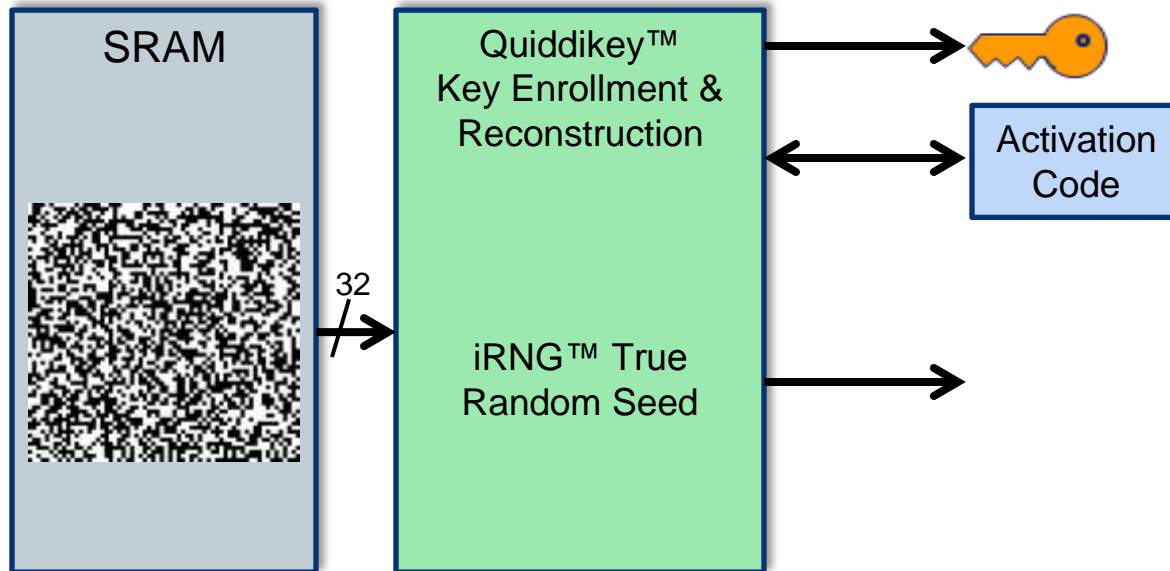 SRAM
32
Quiddikey™
Key Enrollment &
Reconstruction
iRNG™ True
Random Seed
Activation
Code